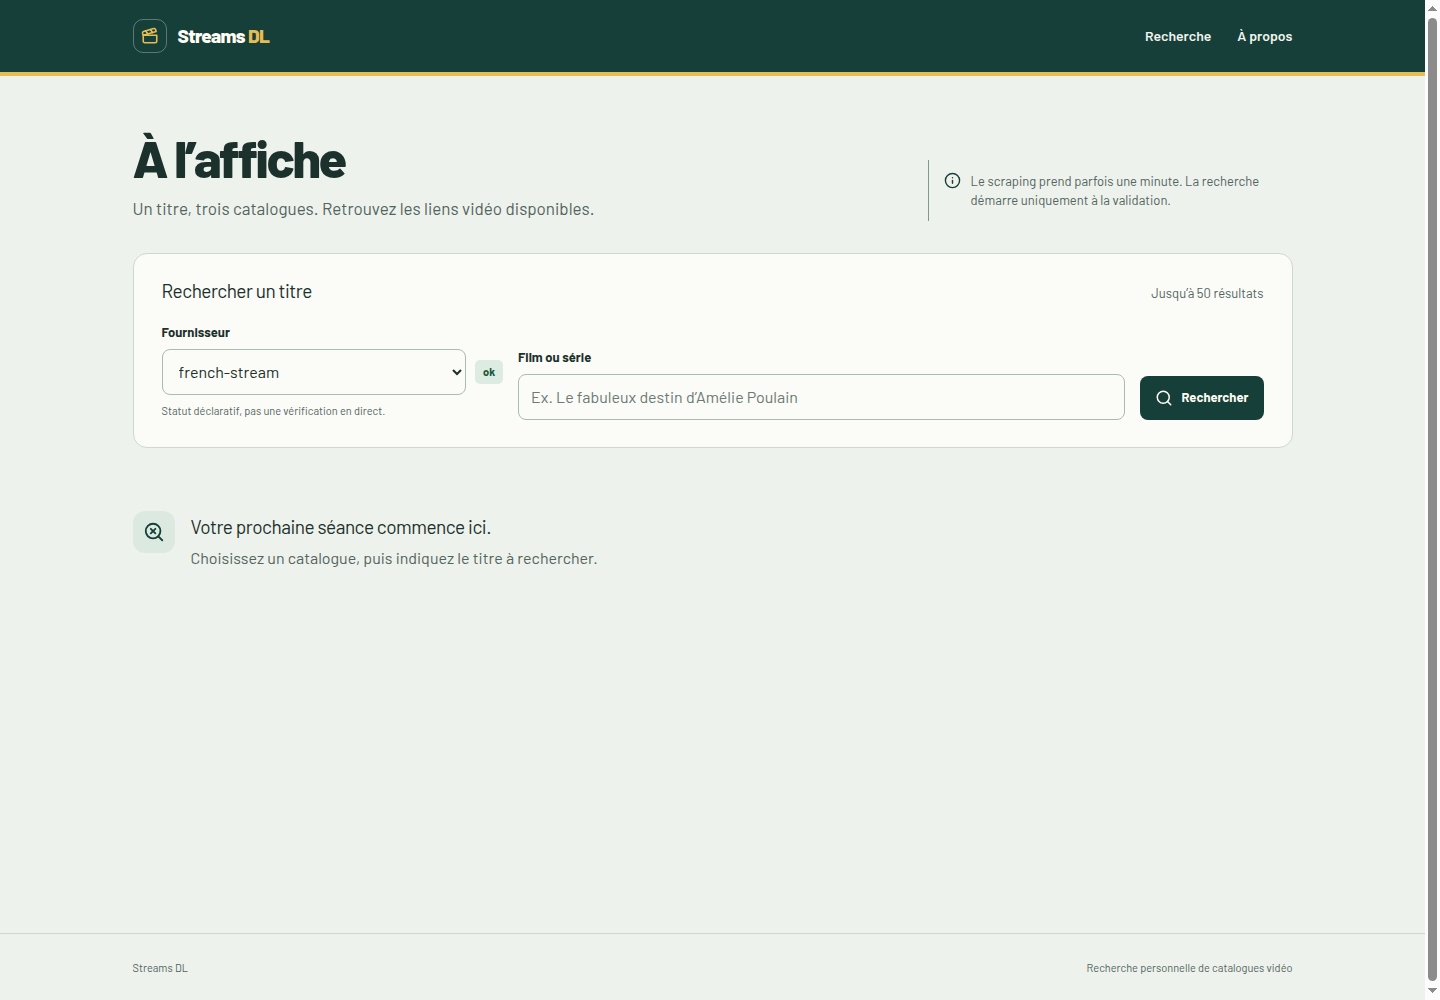 Streams DL
Recherche
À propos
À l’affiche
Un titre, trois catalogues. Retrouvez les liens vidéo disponibles.
Le scraping prend parfois une minute. La recherche
démarre uniquement à la validation.
Rechercher un titre
Jusqu’à 50 résultats
Fournisseur
french-stream
ok
Statut déclaratif, pas une vérification en direct.
Film ou série
Ex. Le fabuleux destin d’Amélie Poulain
Rechercher
Votre prochaine séance commence ici.
Choisissez un catalogue, puis indiquez le titre à rechercher.
Streams DL
Recherche personnelle de catalogues vidéo